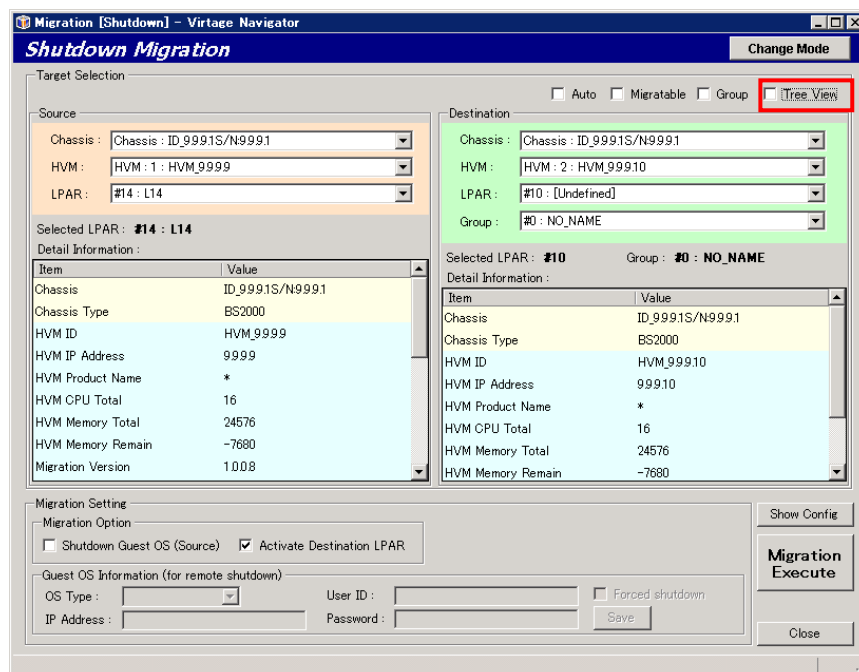 Migration [Shutdown] - Virtage Navigator
Shutdown Migration
Change Mode
Target Selection
Auto Migratable Group Tree View
Source
Chassis : Chassis : ID_9.9.9.1S/N:9.9.9.1
HVM : HVM : 1 : HVM_9.9.9.9
LPAR : #14 : L14
Selected LPAR : #14 : L14
Detail Information :
Item Value
Chassis ID_9.9.9.1S/N:9.9.9.1
Chassis Type BS2000
HVM ID HVM_9.9.9.9
HVM IP Address 9.9.9.9
HVM Product Name *
HVM CPU Total 16
HVM Memory Total 24576
HVM Memory Remain -7680
Migration Version 1.0.0.8
Destination
Chassis : Chassis : ID_9.9.9.1S/N:9.9.9.1
HVM : HVM : 2 : HVM_9.9.9.10
LPAR : #10 : [Undefined]
Group : #0 : NO_NAME
Selected LPAR : #10 Group : #0 : NO_NAME
Detail Information :
Item Value
Chassis ID_9.9.9.1S/N:9.9.9.1
Chassis Type BS2000
HVM ID HVM_9.9.9.10
HVM IP Address 9.9.9.10
HVM Product Name *
HVM CPU Total 16
HVM Memory Total 24576
HVM Memory Remain -7680
Migration Setting
Migration Option
Shutdown Guest OS (Source) Activate Destination LPAR
Guest OS Information (for remote shutdown)
OS Type : User ID : Forced shutdown
IP Address : Password : Save
Show Config
Migration
Execute
Close